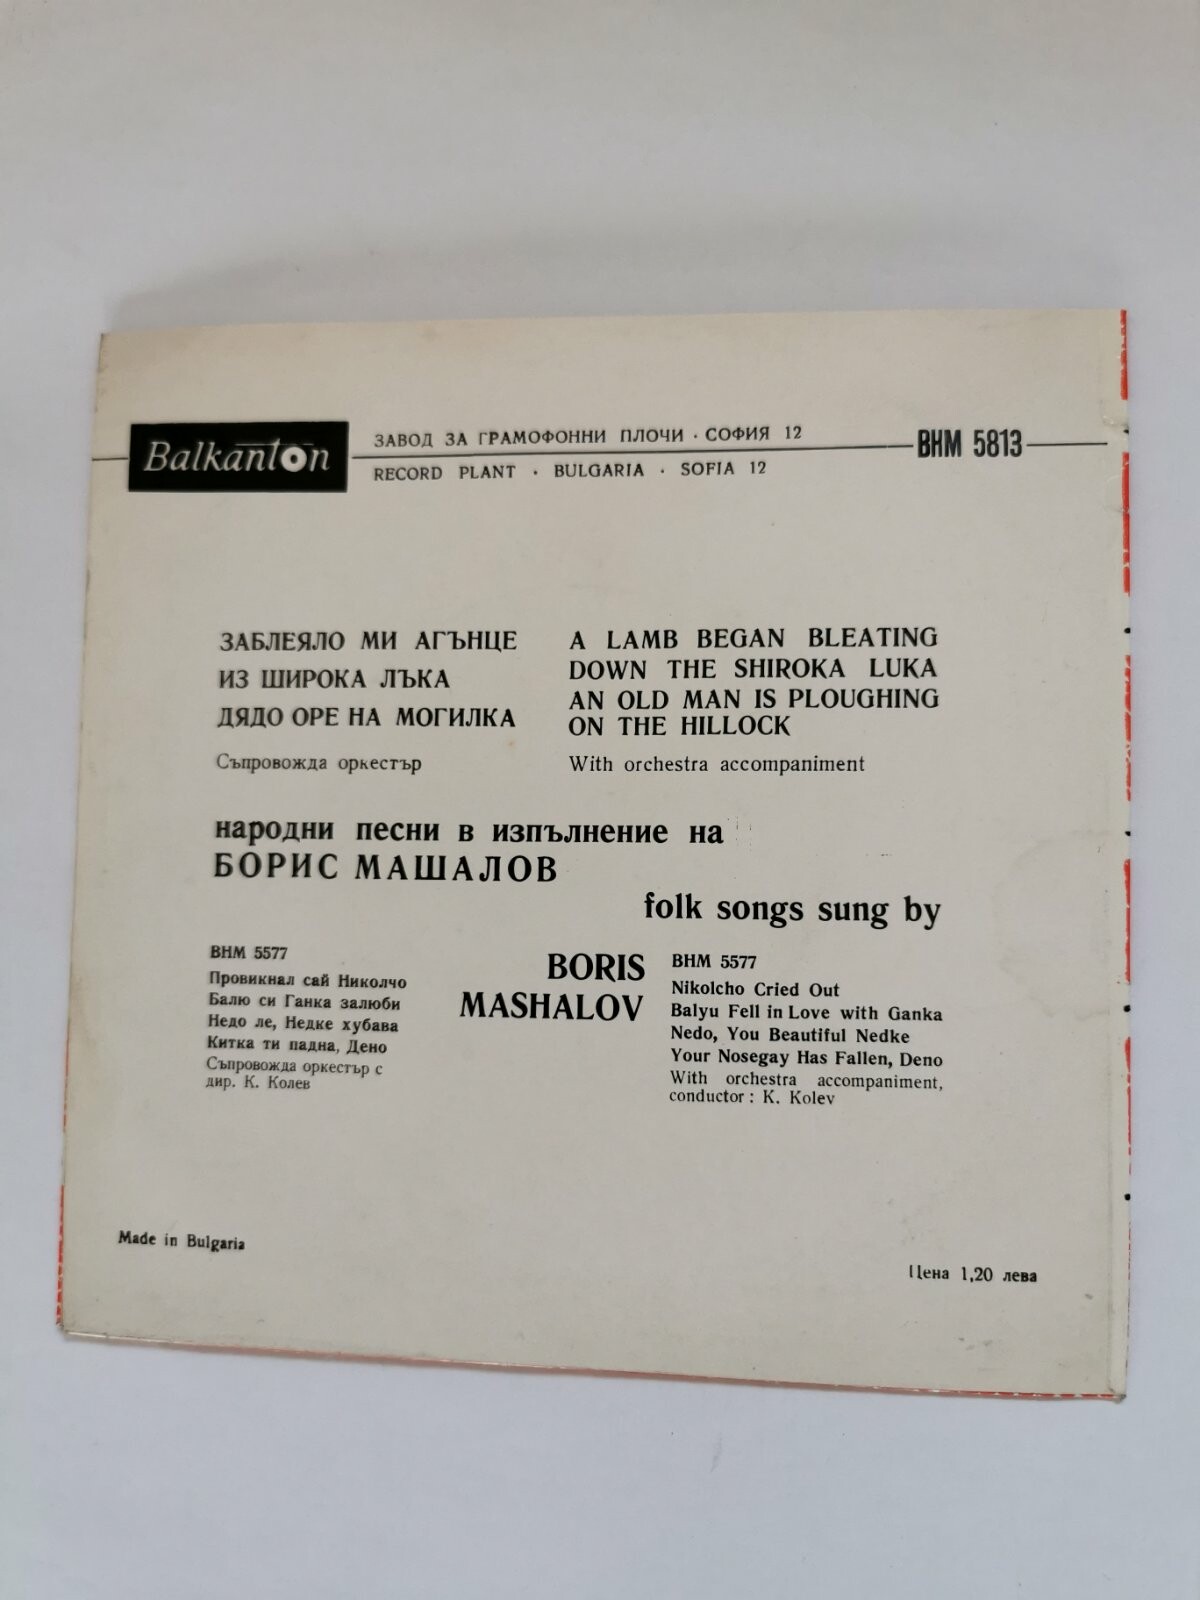 Balkanton
ЗАВОД ЗА ГРАМОФОННИ ПЛОЧИ · СОФИЯ 12
RECORD PLANT · BULGARIA · SOFIA 12
ВНМ 5813
ЗАБЛЕЯЛО МИ АГЪНЦЕ
ИЗ ШИРОКА ЛЪКА
ДЯДО ОРЕ НА МОГИЛКА
Съпровожда оркестър
A LAMB BEGAN BLEATING
DOWN THE SHIROKA LUKA
AN OLD MAN IS PLOUGHING
ON THE HILLOCK
With orchestra accompaniment
народни песни в изпълнение на
БОРИС МАШАЛОВ
folk songs sung by
BORIS
MASHALOV
ВНМ 5577
Провикнал сай Николчо
Балю си Ганка залюби
Недо ле, Недке хубава
Китка ти падна, Дено
Съпровожда оркестър с
дир. К. Колев
BHM 5577
Nikolcho Cried Out
Balyu Fell in Love with Ganka
Nedo, You Beautiful Nedke
Your Nosegay Has Fallen, Deno
With orchestra accompaniment,
conductor : K. Kolev
Made in Bulgaria
Цена 1,20 лева